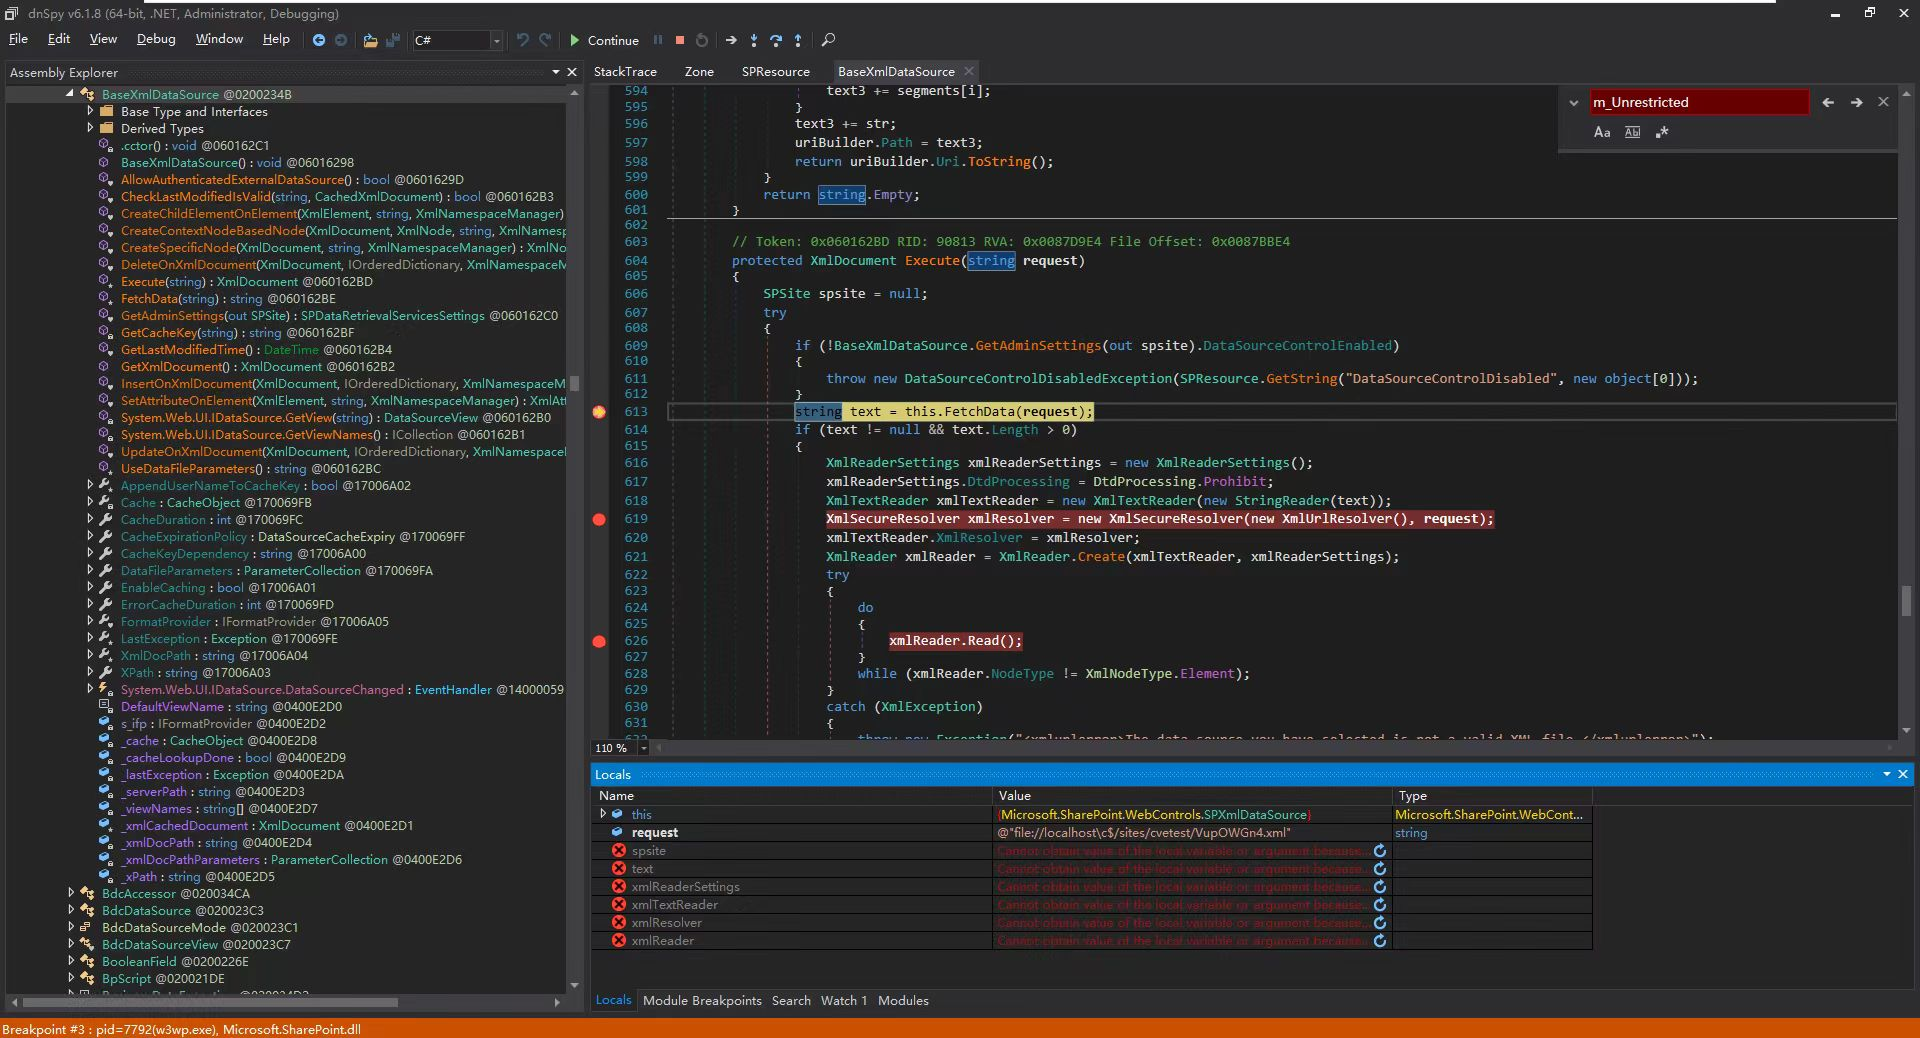 dnSpy v6.1.8 (64-bit, .NET, Administrator, Debugging)
File Edit View Debug Window Help C# Continue
Assembly Explorer
BaseXmlDataSource @0200234B
Base Type and Interfaces
Derived Types
.cctor() : void @060162C1
BaseXmlDataSource() : void @06016298
AllowAuthenticatedExternalDataSource() : bool @0601629D
CheckLastModifiedIsValid(string, CachedXmlDocument) : bool @060162B3
CreateChildElementOnElement(XmlElement, string, XmlNamespaceManager)
CreateContextNodeBasedNode(XmlDocument, XmlNode, string, XmlNamesp
CreateSpecificNode(XmlDocument, string, XmlNamespaceManager) : XmlNo
DeleteOnXmlDocument(XmlDocument, IOrderedDictionary, XmlNamespaceM
Execute(string) : XmlDocument @060162BD
FetchData(string) : string @060162BE
GetAdminSettings(out SPSite) : SPDataRetrievalServicesSettings @060162C0
GetCacheKey(string) : string @060162BF
GetLastModifiedTime() : DateTime @060162B4
GetXmlDocument() : XmlDocument @060162B2
InsertOnXmlDocument(XmlDocument, IOrderedDictionary, XmlNamespaceM
SetAttributeOnElement(XmlElement, string, XmlNamespaceManager) : XmlAt
System.Web.UI.IDataSource.GetView(string) : DataSourceView @060162B0
System.Web.UI.IDataSource.GetViewNames() : ICollection @060162B1
UpdateOnXmlDocument(XmlDocument, IOrderedDictionary, XmlNamespace
UseDataFileParameters() : string @060162BC
AppendUserNameToCacheKey : bool @17006A02
Cache : CacheObject @170069FB
CacheDuration : int @170069FC
CacheExpirationPolicy : DataSourceCacheExpiry @170069FF
CacheKeyDependency : string @17006A00
DataFileParameters : ParameterCollection @170069FA
EnableCaching : bool @17006A01
ErrorCacheDuration : int @170069FD
FormatProvider : IFormatProvider @17006A05
LastException : Exception @170069FE
XmlDocPath : string @17006A04
XPath : string @17006A03
System.Web.UI.IDataSource.DataSourceChanged : EventHandler @14000059
DefaultViewName : string @0400E2D0
s_ifp : IFormatProvider @0400E2D2
_cache : CacheObject @0400E2D8
_cacheLookupDone : bool @0400E2D9
_lastException : Exception @0400E2DA
_serverPath : string @0400E2D3
_viewNames : string[] @0400E2D7
_xmlCachedDocument : XmlDocument @0400E2D1
_xmlDocPath : string @0400E2D4
_xmlDocPathParameters : ParameterCollection @0400E2D6
_xPath : string @0400E2D5
BdcAccessor @020034CA
BdcDataSource @020023C3
BdcDataSourceMode @020023C1
BdcDataSourceView @020023C7
BooleanField @0200226E
BpScript @020021DE
StackTrace Zone SPResource BaseXmlDataSource
m_Unrestricted
Aa Ab .*
594 text3 += segments[i];
595 }
596 text3 += str;
597 uriBuilder.Path = text3;
598 return uriBuilder.Uri.ToString();
599 }
600 return string.Empty;
601 }
602
603 // Token: 0x060162BD RID: 90813 RVA: 0x0087D9E4 File Offset: 0x0087BBE4
604 protected XmlDocument Execute(string request)
605 {
606 SPSite spsite = null;
607 try
608 {
609 if (!BaseXmlDataSource.GetAdminSettings(out spsite).DataSourceControlEnabled)
610 {
611 throw new DataSourceControlDisabledException(SPResource.GetString("DataSourceControlDisabled", new object[0]));
612 }
613 string text = this.FetchData(request);
614 if (text != null && text.Length > 0)
615 {
616 XmlReaderSettings xmlReaderSettings = new XmlReaderSettings();
617 xmlReaderSettings.DtdProcessing = DtdProcessing.Prohibit;
618 XmlTextReader xmlTextReader = new XmlTextReader(new StringReader(text));
619 XmlSecureResolver xmlResolver = new XmlSecureResolver(new XmlUrlResolver(), request);
620 xmlTextReader.XmlResolver = xmlResolver;
621 XmlReader xmlReader = XmlReader.Create(xmlTextReader, xmlReaderSettings);
622 try
623 {
624 do
625 {
626 xmlReader.Read();
627 }
628 while (xmlReader.NodeType != XmlNodeType.Element);
629 }
630 catch (XmlException)
631 {
110 %
Locals
Name Value Type
this {Microsoft.SharePoint.WebControls.SPXmlDataSource} Microsoft.SharePoint.WebCont...
request @"file://localhost\c$/sites/cvetest/VupOWGn4.xml" string
spsite Cannot obtain value of the local variable or argument because...
text Cannot obtain value of the local variable or argument because...
xmlReaderSettings Cannot obtain value of the local variable or argument because...
xmlTextReader Cannot obtain value of the local variable or argument because...
xmlResolver Cannot obtain value of the local variable or argument because...
xmlReader Cannot obtain value of the local variable or argument because...
Locals Module Breakpoints Search Watch 1 Modules
Breakpoint #3 : pid=7792(w3wp.exe), Microsoft.SharePoint.dll